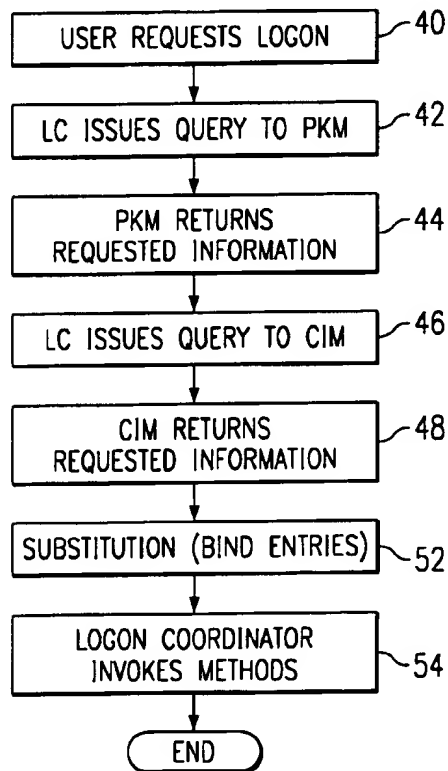 USER REQUESTS LOGON
40
LC ISSUES QUERY TO PKM
42
PKM RETURNS
REQUESTED INFORMATION
44
LC ISSUES QUERY TO CIM
46
CIM RETURNS
REQUESTED INFORMATION
48
SUBSTITUTION (BIND ENTRIES)
52
LOGON COORDINATOR
INVOKES METHODS
54
END